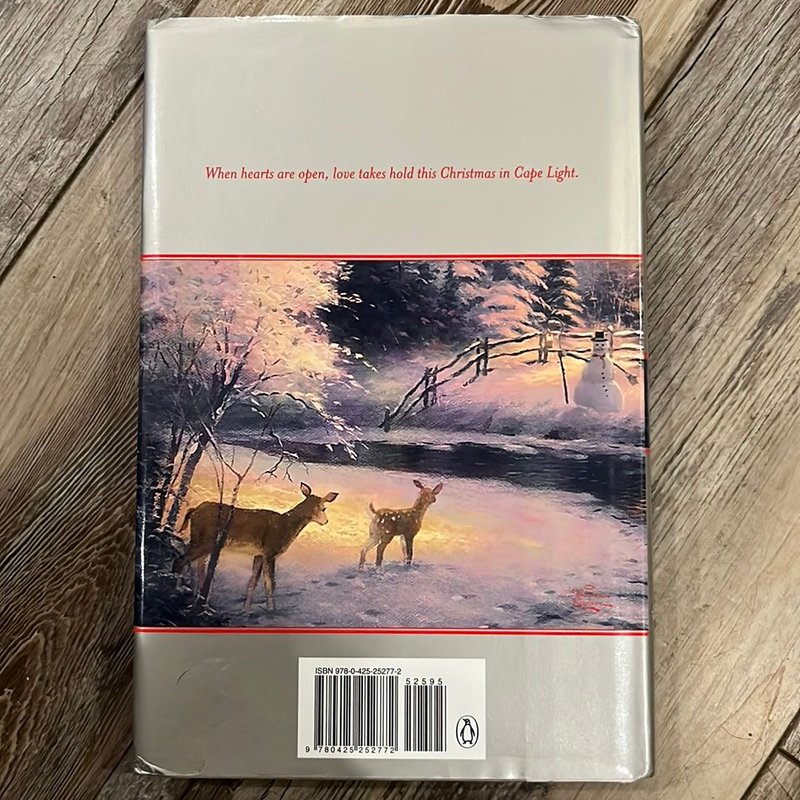 When hearts are open, love takes hold this Christmas in Cape Light.
ISBN 978-0-425-25277-2
52595
9 780425 252772